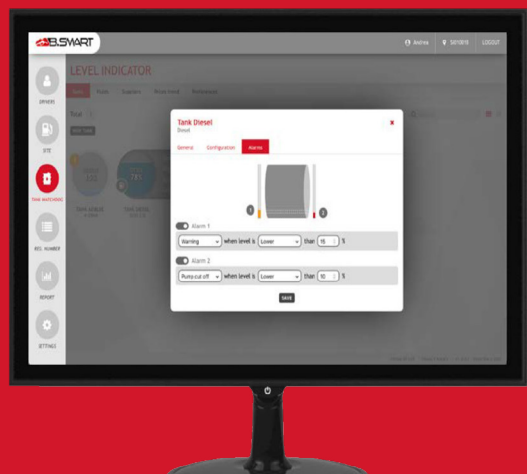 B.SMART
Andrea
LOGOUT
LEVEL INDICATOR
DRIVERS
SITE
TANK WATCHDOG
REG. NUMBER
REPORT
SETTINGS
Total
Tank Diesel
Diesel
General Configuration Alarms
1
2
Alarm 1
Warning when level is Lower than 15 %
Alarm 2
Pump cut off when level is Lower than 10 %
SAVE